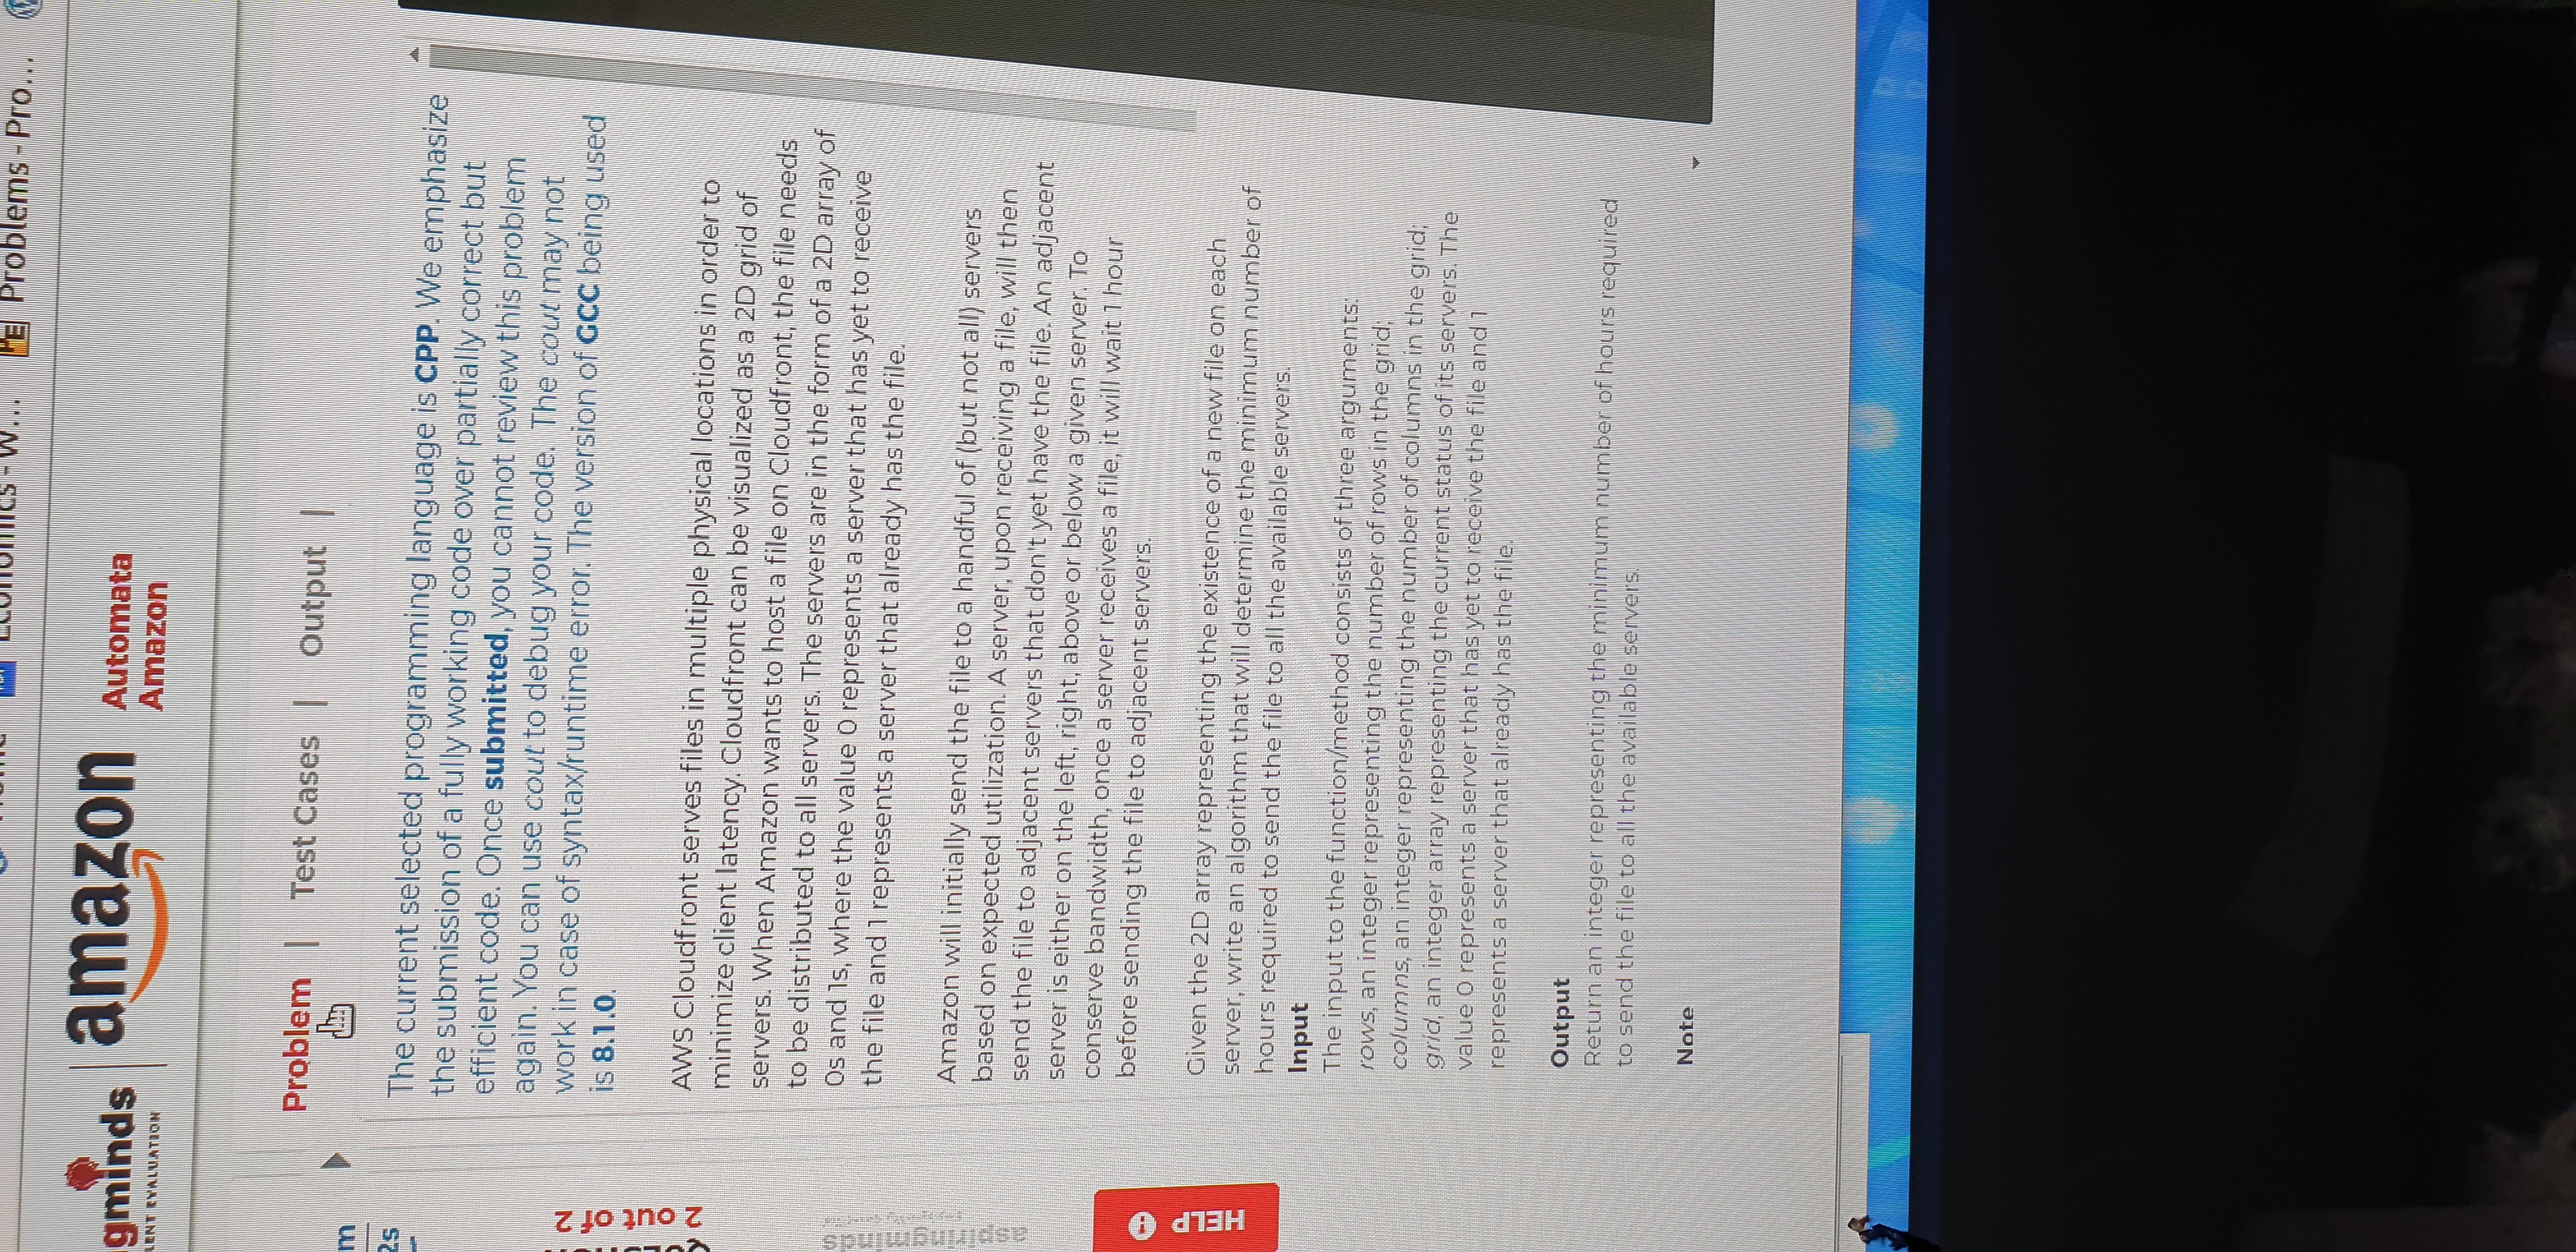 Problems - Pro...
gminds
LENT EVALUATION
amazon
Automata
Amazon
Problem | Test Cases | Output |
m
2s
2 out of 2
aspiringminds
HELP
The current selected programming language is CPP. We emphasize
the submission of a fully working code over partially correct but
efficient code. Once submitted, you cannot review this problem
again. You can use cout to debug your code. The cout may not
work in case of syntax/runtime error. The version of GCC being used
is 8.1.0.
AWS Cloudfront serves files in multiple physical locations in order to
minimize client latency. Cloudfront can be visualized as a 2D grid of
servers. When Amazon wants to host a file on Cloudfront, the file needs
to be distributed to all servers. The servers are in the form of a 2D array of
0s and 1s, where the value 0 represents a server that has yet to receive
the file and 1 represents a server that already has the file.
Amazon will initially send the file to a handful of (but not all) servers
based on expected utilization. A server, upon receiving a file, will then
send the file to adjacent servers that don't yet have the file. An adjacent
server is either on the left, right, above or below a given server. To
conserve bandwidth, once a server receives a file, it will wait 1 hour
before sending the file to adjacent servers.
Given the 2D array representing the existence of a new file on each
server, write an algorithm that will determine the minimum number of
hours required to send the file to all the available servers.
Input
The input to the function/method consists of three arguments:
rows, an integer representing the number of rows in the grid;
columns, an integer representing the number of columns in the grid;
grid, an integer array representing the current status of its servers. The
value 0 represents a server that has yet to receive the file and 1
represents a server that already has the file.
Output
Return an integer representing the minimum number of hours required
to send the file to all the available servers.
Note